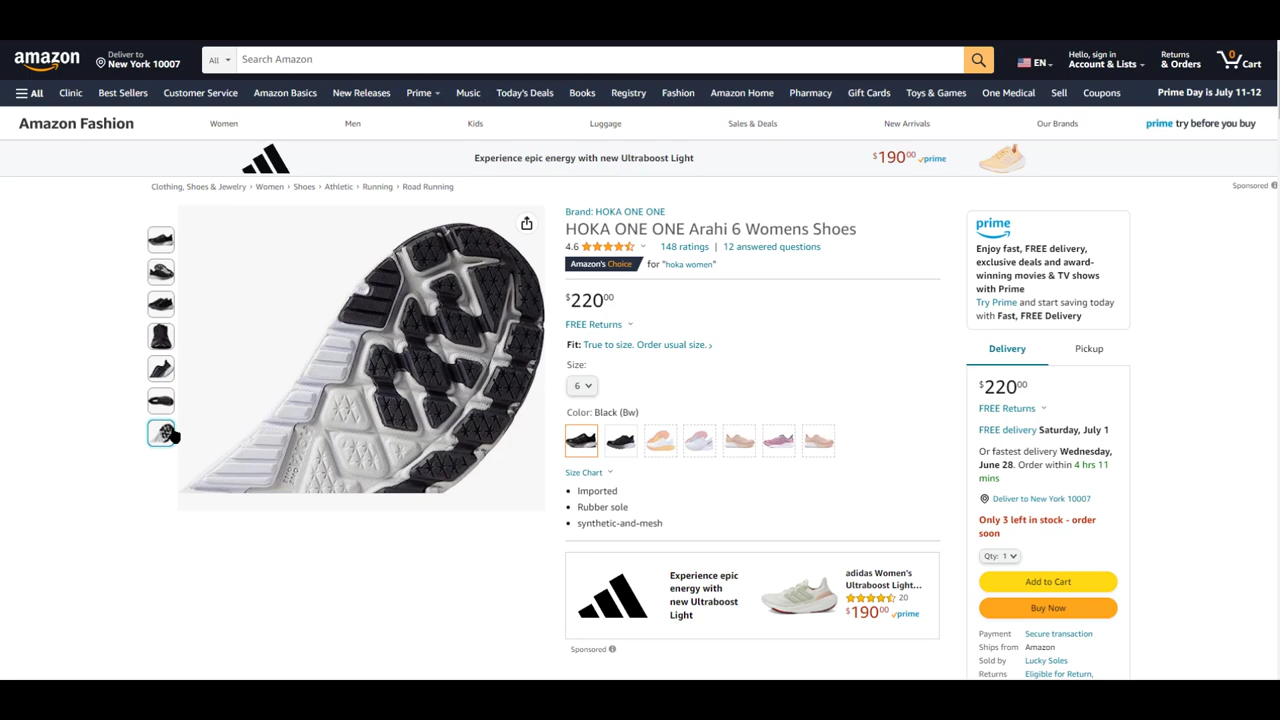 amazon
Deliver to
New York 10007
All
Search Amazon
EN
Hello, sign in
Account & Lists
Returns
& Orders
0
Cart
All
Clinic
Best Sellers
Customer Service
Amazon Basics
New Releases
Prime
Music
Today's Deals
Books
Registry
Fashion
Amazon Home
Pharmacy
Gift Cards
Toys & Games
One Medical
Sell
Coupons
Prime Day is July 11-12
Amazon Fashion
Women
Men
Kids
Luggage
Sales & Deals
New Arrivals
Our Brands
prime try before you buy
Experience epic energy with new Ultraboost Light
$190⁰⁰ prime
Clothing, Shoes & Jewelry › Women › Shoes › Athletic › Running › Road Running
Sponsored
Brand: HOKA ONE ONE
HOKA ONE ONE Arahi 6 Womens Shoes
4.6
148 ratings | 12 answered questions
Amazon's Choice for "hoka women"
$220⁰⁰
FREE Returns
Fit: True to size. Order usual size. ›
Size:
6
Color: Black (Bw)
Size Chart
• Imported
• Rubber sole
• synthetic-and-mesh
Experience epic
energy with
new Ultraboost
Light
adidas Women's
Ultraboost Light...
20
$190⁰⁰ prime
Sponsored
prime
Enjoy fast, FREE delivery,
exclusive deals and award-
winning movies & TV shows
with Prime
Try Prime and start saving today
with Fast, FREE Delivery
Delivery
Pickup
$220⁰⁰
FREE Returns
FREE delivery Saturday, July 1
Or fastest delivery Wednesday,
June 28. Order within 4 hrs 11
mins
Deliver to New York 10007
Only 3 left in stock - order
soon
Qty: 1
Add to Cart
Buy Now
Payment Secure transaction
Ships from Amazon
Sold by Lucky Soles
Returns Eligible for Return,